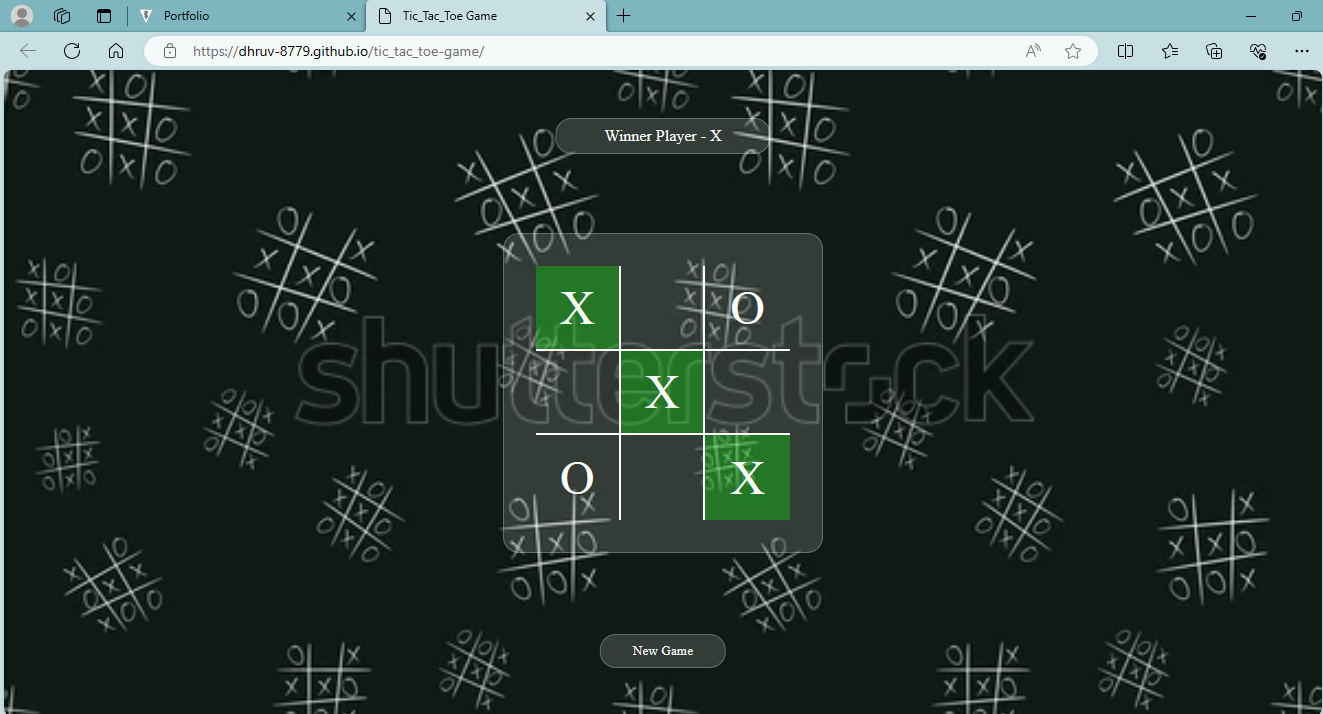 Portfolio
Tic_Tac_Toe Game
https://dhruv-8779.github.io/tic_tac_toe-game/
Winner Player - X
X O
X
O X
shutterstock
New Game